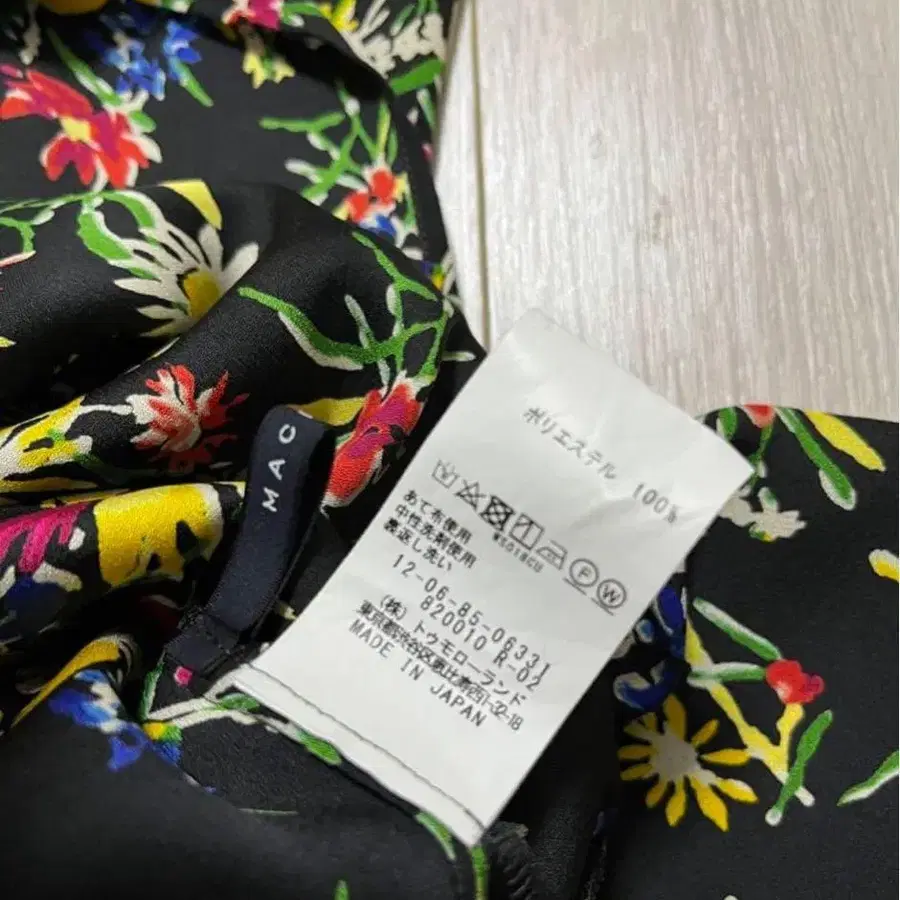 MAC
ポリエステル 100%
WSG18CU
F W
あて布使用
中性洗剤使用
裏返し洗い
12-06-85-06331
820010 R-02
(株)トゥモローランド
東京都渋谷区恵比寿西1-32-18
MADE IN JAPAN